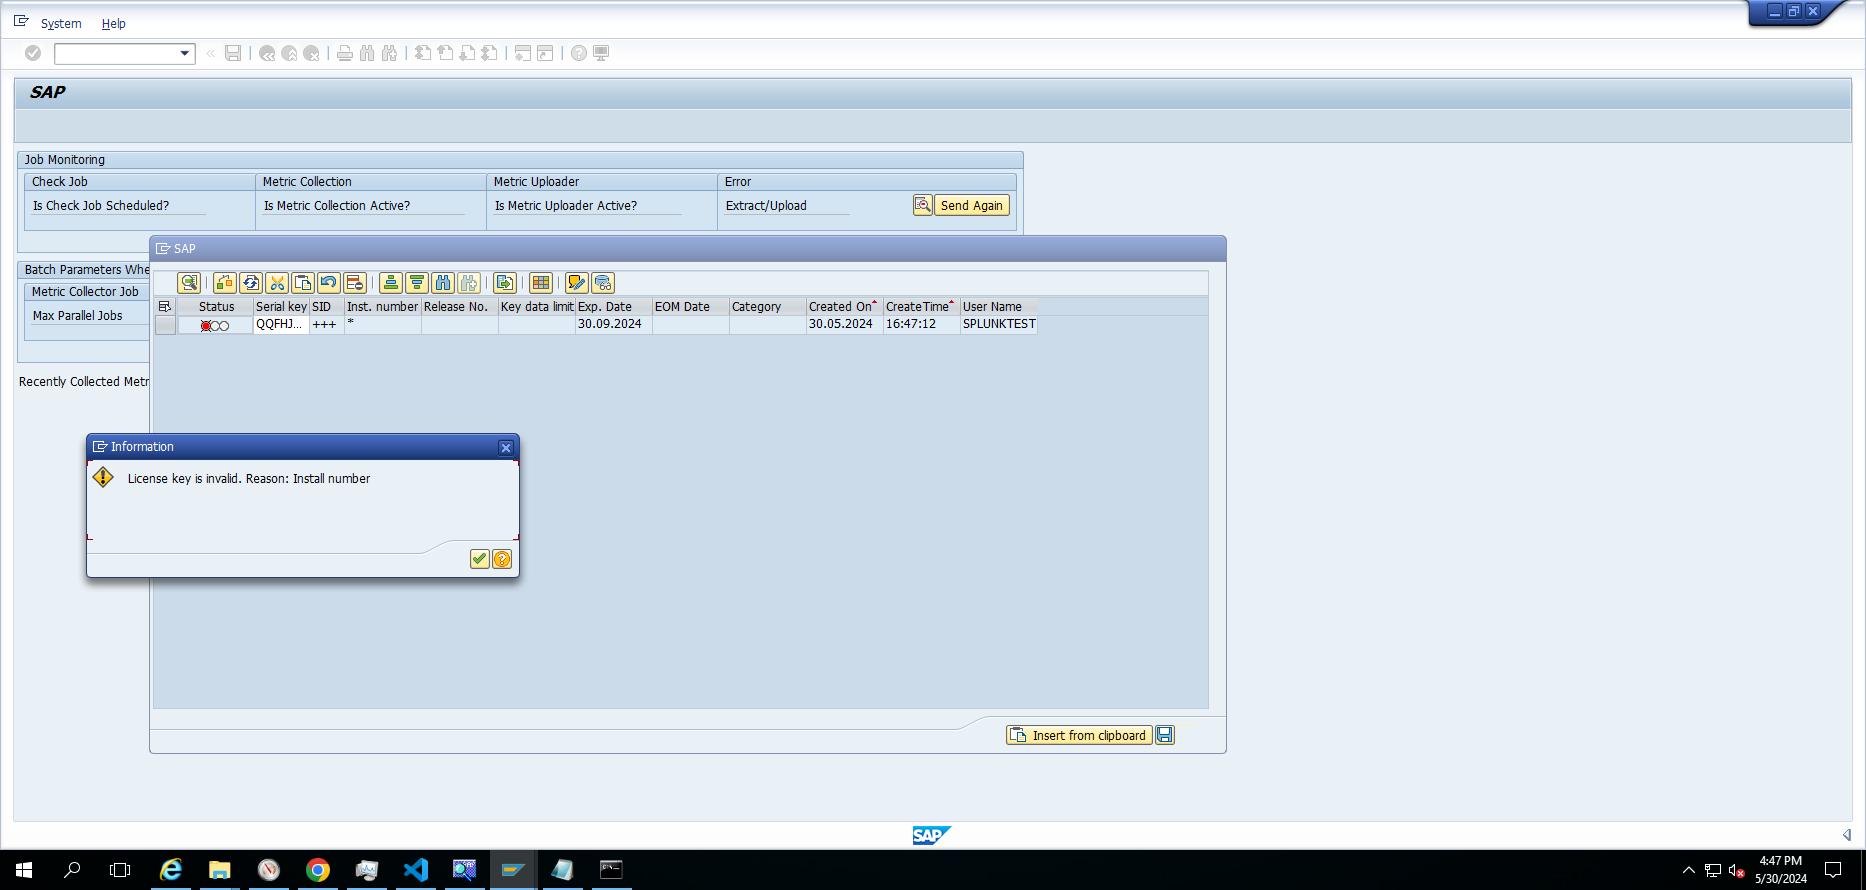 System Help
SAP
Job Monitoring
Check Job Metric Collection Metric Uploader Error
Is Check Job Scheduled? Is Metric Collection Active? Is Metric Uploader Active? Extract/Upload Send Again
Batch Parameters Whe
Metric Collector Job
Max Parallel Jobs
Recently Collected Metr
SAP
Status Serial key SID Inst. number Release No. Key data limit Exp. Date EOM Date Category Created On CreateTime User Name
QQFHJ... +++ * 30.09.2024 30.05.2024 16:47:12 SPLUNKTEST
Information
License key is invalid. Reason: Install number
Insert from clipboard
SAP
4:47 PM
5/30/2024